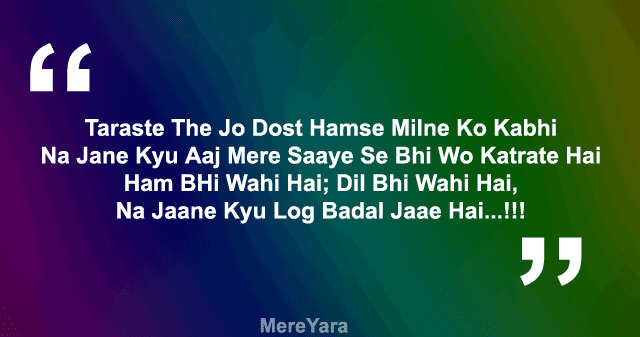 “
Taraste The Jo Dost Hamse Milne Ko Kabhi
Na Jane Kyu Aaj Mere Saaye Se Bhi Wo Katrate Hai
Ham BHi Wahi Hai; Dil Bhi Wahi Hai,
Na Jaane Kyu Log Badal Jaae Hai...!!!
”
MereYara